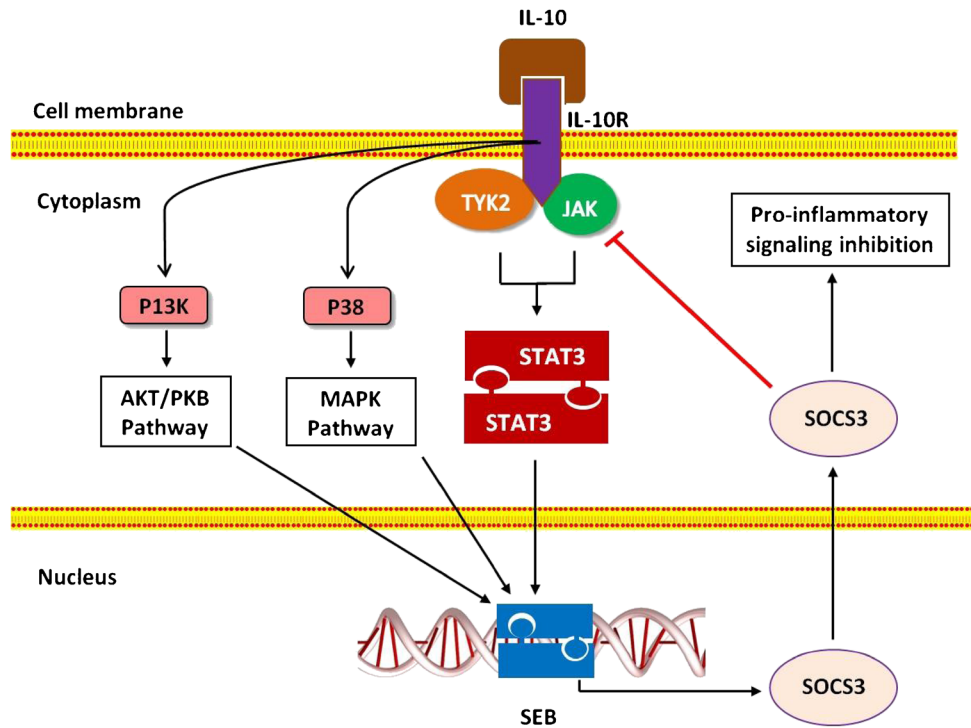 IL-10
Cell membrane
IL-10R
Cytoplasm
TYK2
JAK
Pro-inflammatory
signaling inhibition
P13K
P38
STAT3
STAT3
AKT/PKB
Pathway
MAPK
Pathway
SOCS3
Nucleus
SOCS3
SEB